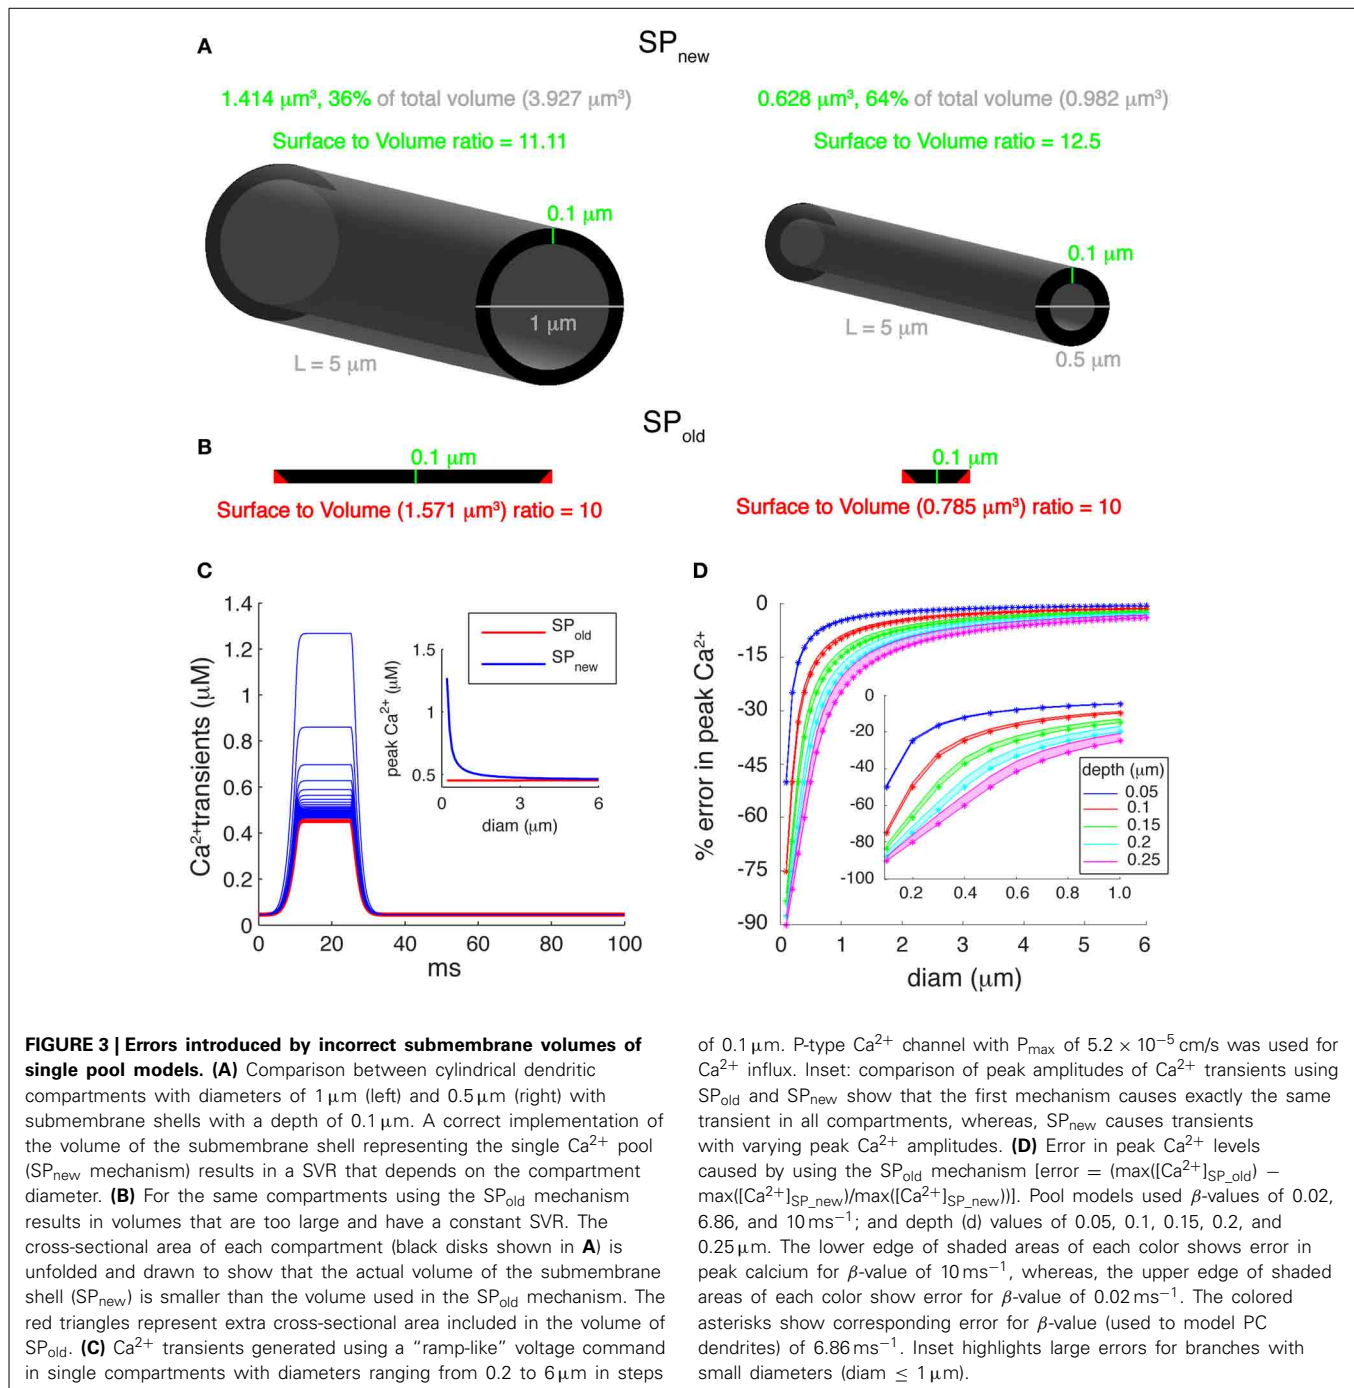 A
SPnew
1.414 μm³, 36% of total volume (3.927 μm³)
0.628 μm³, 64% of total volume (0.982 μm³)
Surface to Volume ratio = 11.11
Surface to Volume ratio = 12.5
0.1 μm
0.1 μm
1 μm
L = 5 μm
L = 5 μm
0.5 μm
SPold
B
0.1 μm
0.1 μm
Surface to Volume (1.571 μm³) ratio = 10
Surface to Volume (0.785 μm³) ratio = 10
C
Ca²⁺transients (μM)
1.4
1.2
1
0.8
0.6
0.4
0.2
0
0 20 40 60 80 100
ms
SPold
SPnew
peak Ca²⁺ (μM)
1.5
1
0.5
0 3 6
diam (μm)
D
% error in peak Ca²⁺
0
-15
-30
-45
-60
-75
-90
0 1 2 3 4 5 6
diam (μm)
0
-20
-40
-60
-80
-100
0.2 0.4 0.6 0.8 1.0
depth (μm)
0.05
0.1
0.15
0.2
0.25
FIGURE 3 | Errors introduced by incorrect submembrane volumes of
single pool models. (A) Comparison between cylindrical dendritic
compartments with diameters of 1 μm (left) and 0.5 μm (right) with
submembrane shells with a depth of 0.1 μm. A correct implementation of
the volume of the submembrane shell representing the single Ca²⁺ pool
(SPnew mechanism) results in a SVR that depends on the compartment
diameter. (B) For the same compartments using the SPold mechanism
results in volumes that are too large and have a constant SVR. The
cross-sectional area of each compartment (black disks shown in A) is
unfolded and drawn to show that the actual volume of the submembrane
shell (SPnew) is smaller than the volume used in the SPold mechanism. The
red triangles represent extra cross-sectional area included in the volume of
SPold. (C) Ca²⁺ transients generated using a “ramp-like” voltage command
in single compartments with diameters ranging from 0.2 to 6 μm in steps
of 0.1 μm. P-type Ca²⁺ channel with Pmax of 5.2 × 10⁻⁵ cm/s was used for
Ca²⁺ influx. Inset: comparison of peak amplitudes of Ca²⁺ transients using
SPold and SPnew show that the first mechanism causes exactly the same
transient in all compartments, whereas, SPnew causes transients
with varying peak Ca²⁺ amplitudes. (D) Error in peak Ca²⁺ levels
caused by using the SPold mechanism [error = (max([Ca²⁺]SP_old) −
max([Ca²⁺]SP_new)/max([Ca²⁺]SP_new))]. Pool models used β-values of 0.02,
6.86, and 10 ms⁻¹; and depth (d) values of 0.05, 0.1, 0.15, 0.2, and
0.25 μm. The lower edge of shaded areas of each color shows error in
peak calcium for β-value of 10 ms⁻¹, whereas, the upper edge of shaded
areas of each color show error for β-value of 0.02 ms⁻¹. The colored
asterisks show corresponding error for β-value (used to model PC
dendrites) of 6.86 ms⁻¹. Inset highlights large errors for branches with
small diameters (diam ≤ 1 μm).